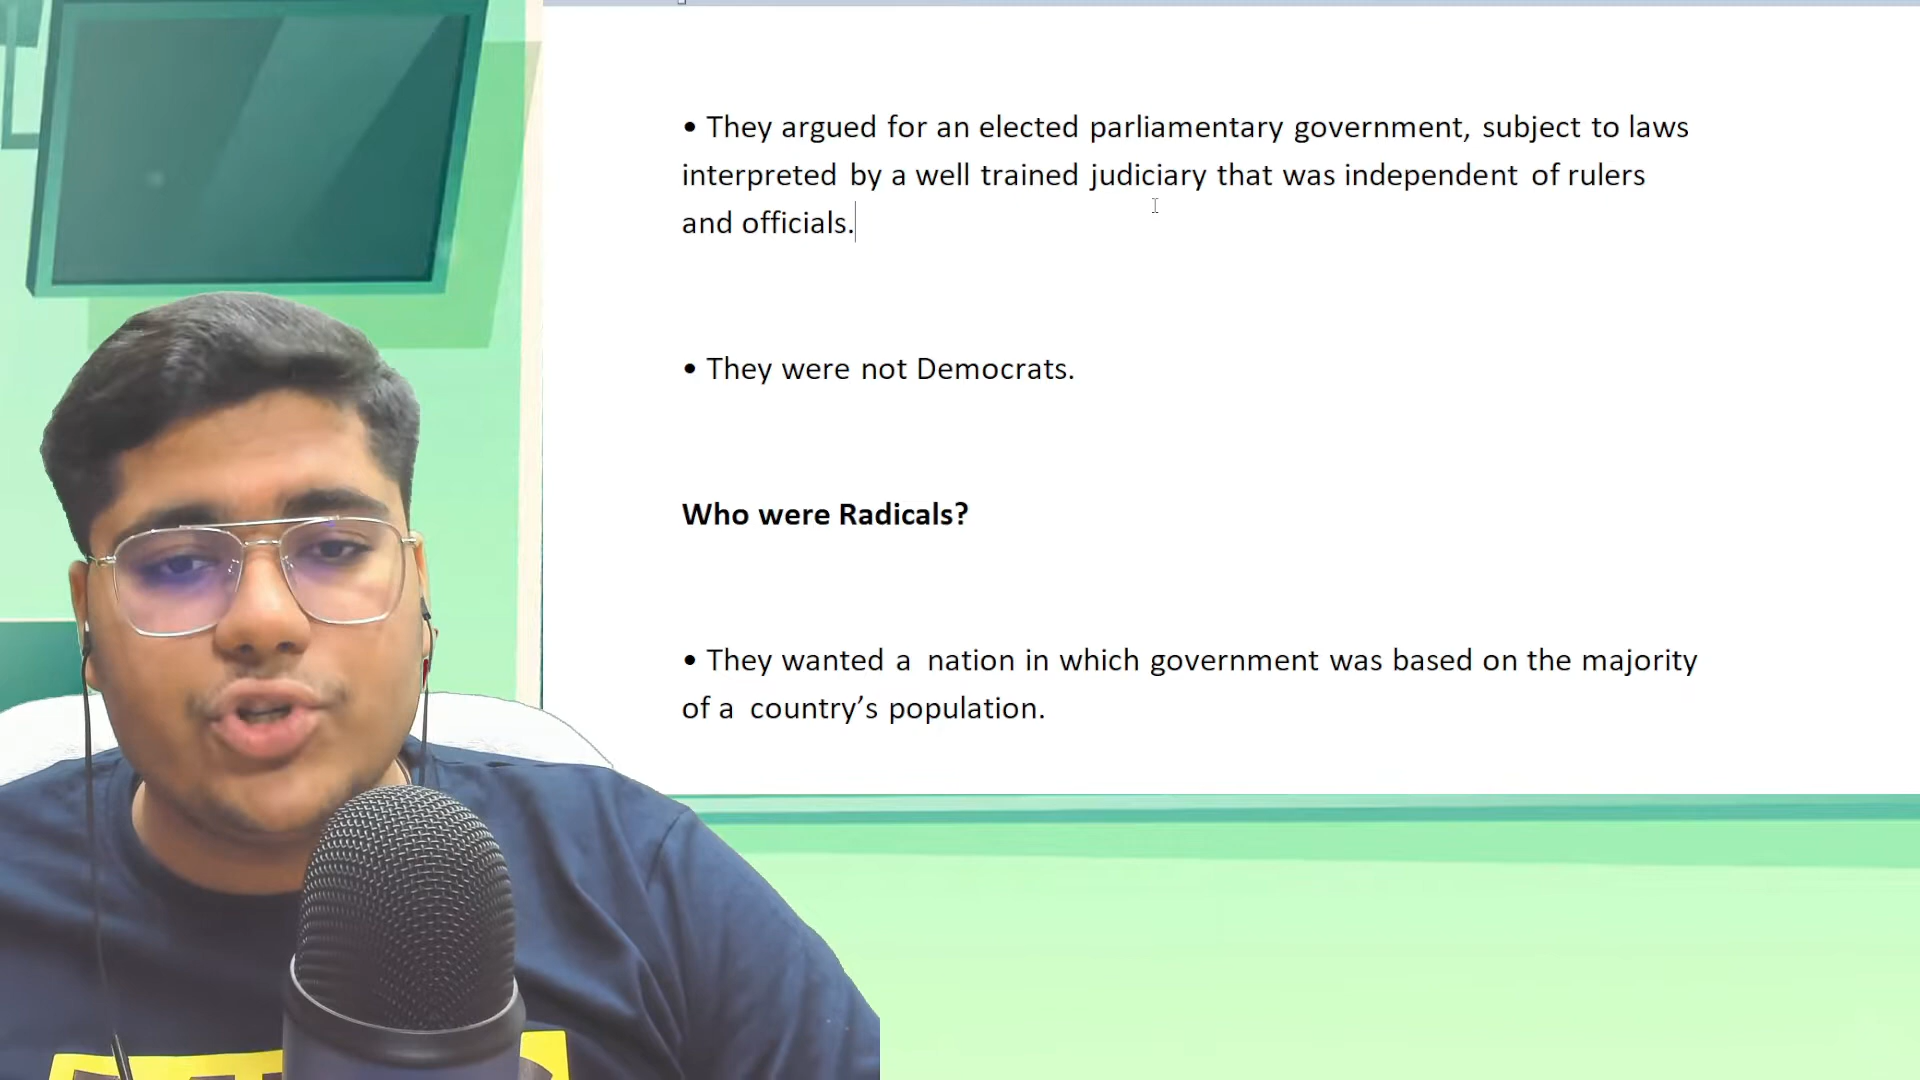 • They argued for an elected parliamentary government, subject to laws
interpreted by a well trained judiciary that was independent of rulers
and officials.
• They were not Democrats.
Who were Radicals?
• They wanted a nation in which government was based on the majority
of a country’s population.